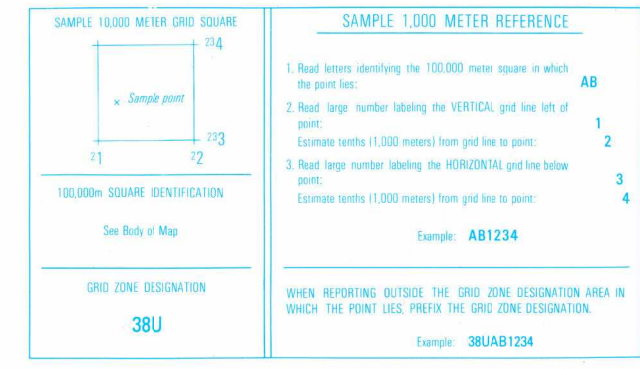 SAMPLE 10,000 METER GRID SQUARE
234
× Sample point
233
21
22
100,000m SQUARE IDENTIFICATION
See Body of Map
GRID ZONE DESIGNATION
38U
SAMPLE 1,000 METER REFERENCE
1. Read letters identifying the 100,000 meter square in which
the point lies: AB
2. Read large number labeling the VERTICAL grid line left of
point: 1
Estimate tenths (1,000 meters) from grid line to point: 2
3. Read large number labeling the HORIZONTAL grid line below
point: 3
Estimate tenths (1,000 meters) from grid line to point: 4
Example: AB1234
WHEN REPORTING OUTSIDE THE GRID ZONE DESIGNATION AREA IN
WHICH THE POINT LIES, PREFIX THE GRID ZONE DESIGNATION.
Example: 38UAB1234